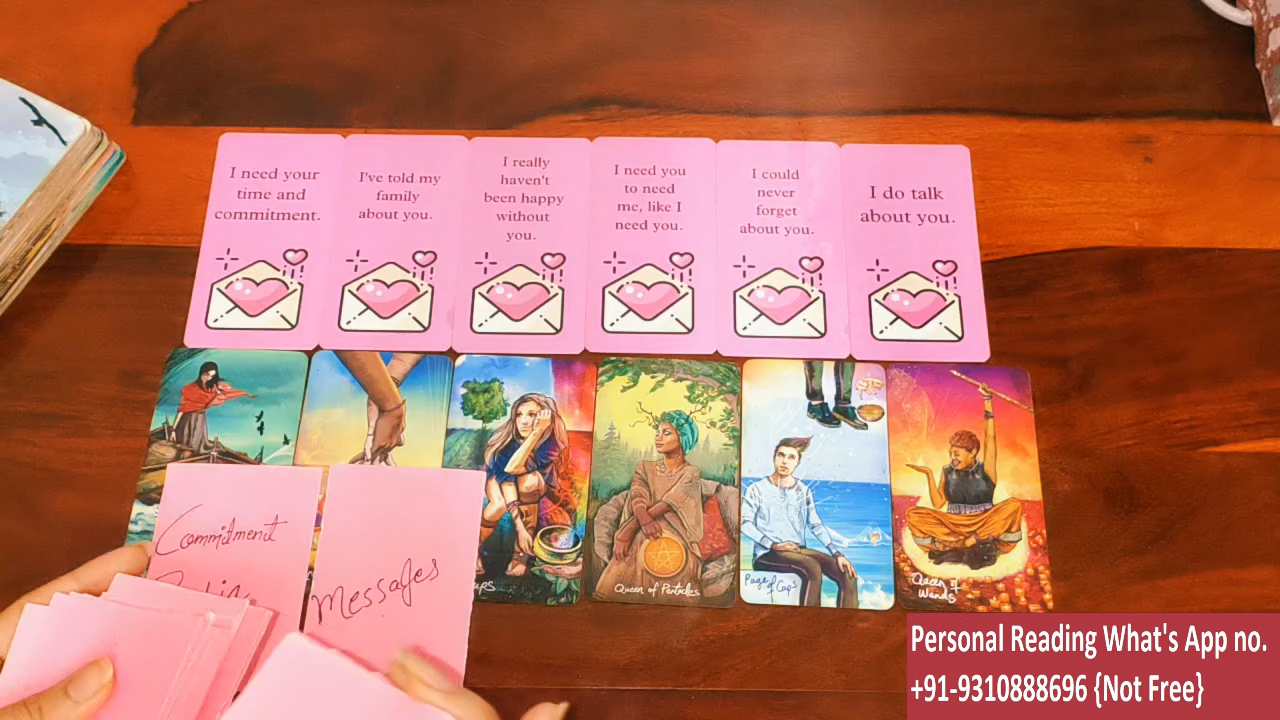 I need your
time and
commitment.
I've told my
family
about you.
I really
haven't
been happy
without
you.
I need you
to need
me, like I
need you.
I could
never
forget
about you.
I do talk
about you.
Cups
Queen of Pentacles
Page of Cups
Queen of
Wands
Commitment
Messages
Personal Reading What's App no.
+91-9310888696 {Not Free}